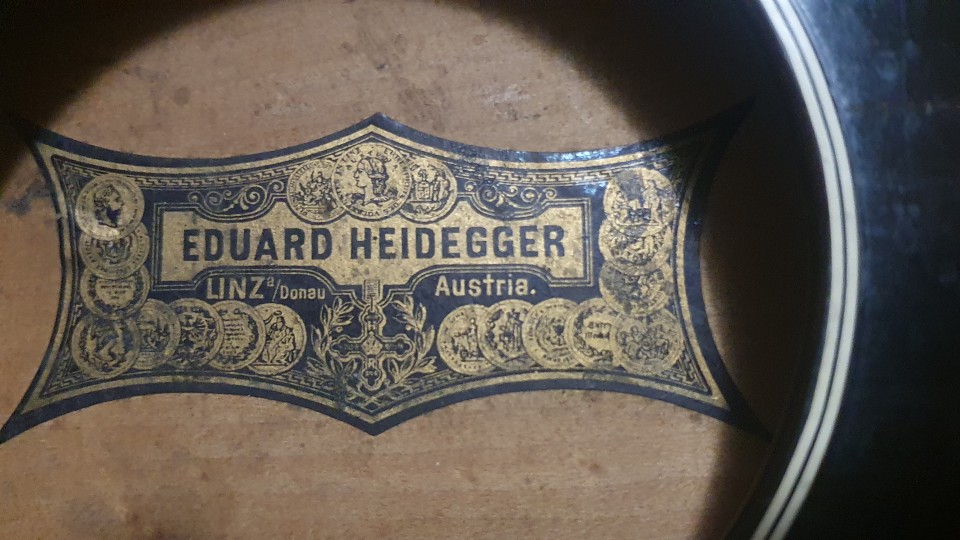 EDUARD HEIDEGGER
LINZ a/Donau Austria.